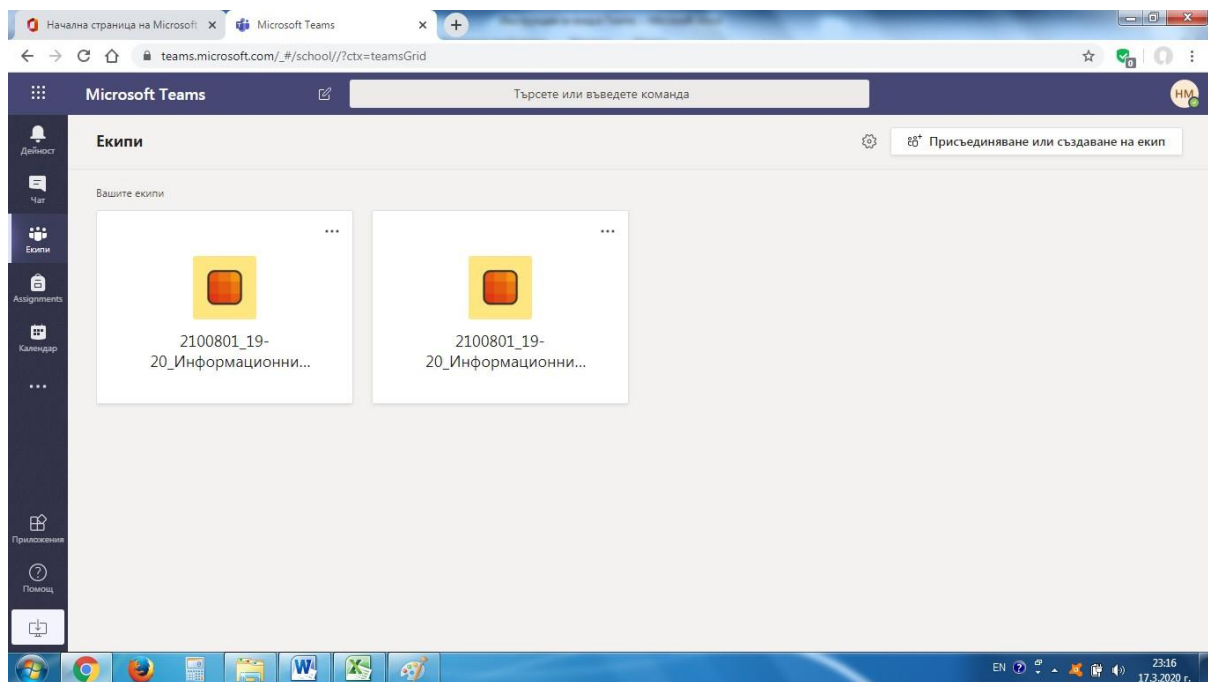 Начална страница на Microsoft
Microsoft Teams
teams.microsoft.com/_#/school//?ctx=teamsGrid
0
Microsoft Teams
Търсете или въведете команда
НМ
Дейност
Екипи
Присъединяване или създаване на екип
Чат
Вашите екипи
Екипи
Assignments
Календар
2100801_19-
20_Информационни...
2100801_19-
20_Информационни...
Приложения
Помощ
EN
23:16
17.3.2020 г.